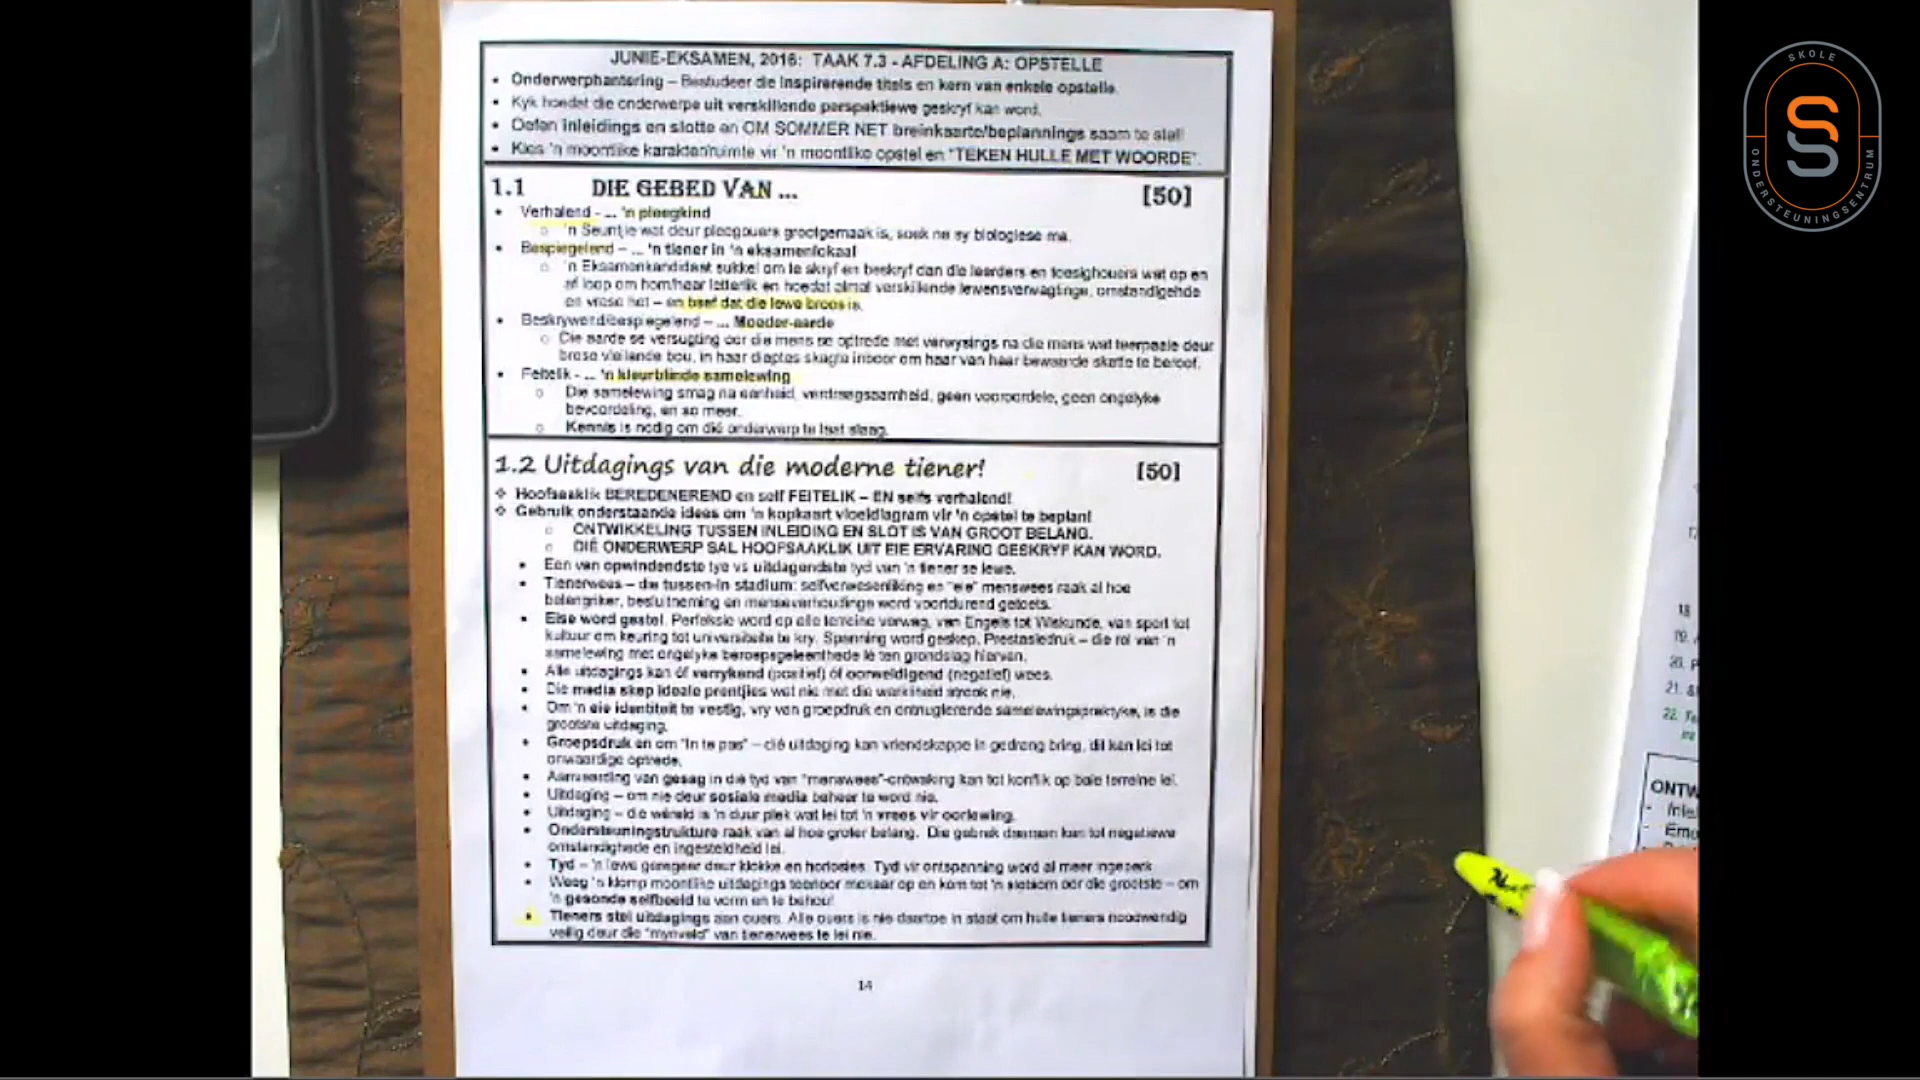 JUNIE-EKSAMEN, 2016: TAAK 7.3 - AFDELING A: OPSTELLE
• Onderwerphantering – Bestudeer die inspirerende titels en kern van enkele opstelle.
• Kyk hoedat die onderwerpe uit verskillende perspektiewe geskryf kan word.
• Oefen inleidings en slotte en OM SOMMER NET breinkaarte/beplannings saam te stel!
• Kies 'n moontlike karakter/ruimte vir 'n moontlike opstel en "TEKEN HULLE MET WOORDE".
1.1 DIE GEBED VAN ... [50]
• Verhalend - ... 'n pleegkind
o 'n Seuntjie wat deur pleegouers grootgemaak is, soek na sy biologiese ma.
• Bespiegelend – ... 'n tiener in 'n eksamenlokaal
o 'n Eksamenkandidaat sukkel om te skryf en beskryf dan die leerders en toesighouers wat op en
af loop om hom/haar letterlik en hoedat almal verskillende lewensverwagtinge, omstandighede
en vrese het – en besef dat die lewe broos is.
• Beskrywend/bespiegelend – ... Moeder-aarde
o Die aarde se versugting oor die mens se optrede met verwysings na die mens wat teerpaaie deur
brose vleilande bou, in haar dieptes skagte inboor om haar van haar bewaarde skatte te beroof.
• Feitelik - ... 'n kleurblinde samelewing
o Die samelewing smag na eenheid, verdraagsaamheid, geen vooroordele, geen ongelyke
bevoordeling, en so meer.
o Kennis is nodig om dié onderwerp te laat slaag.
1.2 Uitdagings van die moderne tiener! [50]
❖ Hoofsaaklik BEREDENEREND en self FEITELIK – EN selfs verhalend!
❖ Gebruik onderstaande idees om 'n kopkaart vloeidiagram vir 'n opstel te beplan!
o ONTWIKKELING TUSSEN INLEIDING EN SLOT IS VAN GROOT BELANG.
o DIÉ ONDERWERP SAL HOOFSAAKLIK UIT EIE ERVARING GESKRYF KAN WORD.
• Een van opwindendste tye vs uitdagendste tyd van 'n tiener se lewe.
• Tienerwees – die tussen-in stadium: selfverwesenliking en "eie" menswees raak al hoe
belangriker, besluitneming en menseverhoudinge word voortdurend getoets.
• Eise word gestel. Perfeksie word op alle terreine verwag, van Engels tot Wiskunde, van sport tot
kultuur om keuring tot universiteite te kry. Spanning word geskep. Prestasiedruk – die rol van 'n
samelewing met ongelyke beroepsgeleenthede lê ten grondslag hiervan.
• Alle uitdagings kan óf verrykend (positief) óf oorweldigend (negatief) wees.
• Die media skep ideale prentjies wat nie met die werklikheid strook nie.
• Om 'n eie identiteit te vestig, vry van groepdruk en ontnugterende samelewingspraktyke, is die
grootste uitdaging.
• Groepsdruk en om "in te pas" – dié uitdaging kan vriendskappe in gedrang bring, dit kan lei tot
onwaardige optrede.
• Aanvaarding van gesag in dié tyd van "menswees"-ontwaking kan tot konflik op baie terreine lei.
• Uitdaging – om nie deur sosiale media beheer te word nie.
• Uitdaging – die wêreld is 'n duur plek wat lei tot 'n vrees vir oorlewing.
• Ondersteuningstrukture raak van al hoe groter belang. Die gebrek daaraan kan tot negatiewe
omstandighede en ingesteldheid lei.
• Tyd – 'n lewe geregeer deur klokke en horlosies. Tyd vir ontspanning word al meer ingeperk
• Weeg 'n klomp moontlike uitdagings teenoor mekaar op en kom tot 'n slotsom oor die grootste – om
'n gesonde selfbeeld te vorm en te behou!
• Tieners stel uitdagings aan ouers. Alle ouers is nie daartoe in staat om hulle tieners noodwendig
veilig deur die "mynveld" van tienerwees te lei nie.
14
18.
19.
20. P
21.
22.
ONTW
SKOLE
ONDERSTEUNINGSENTRUM